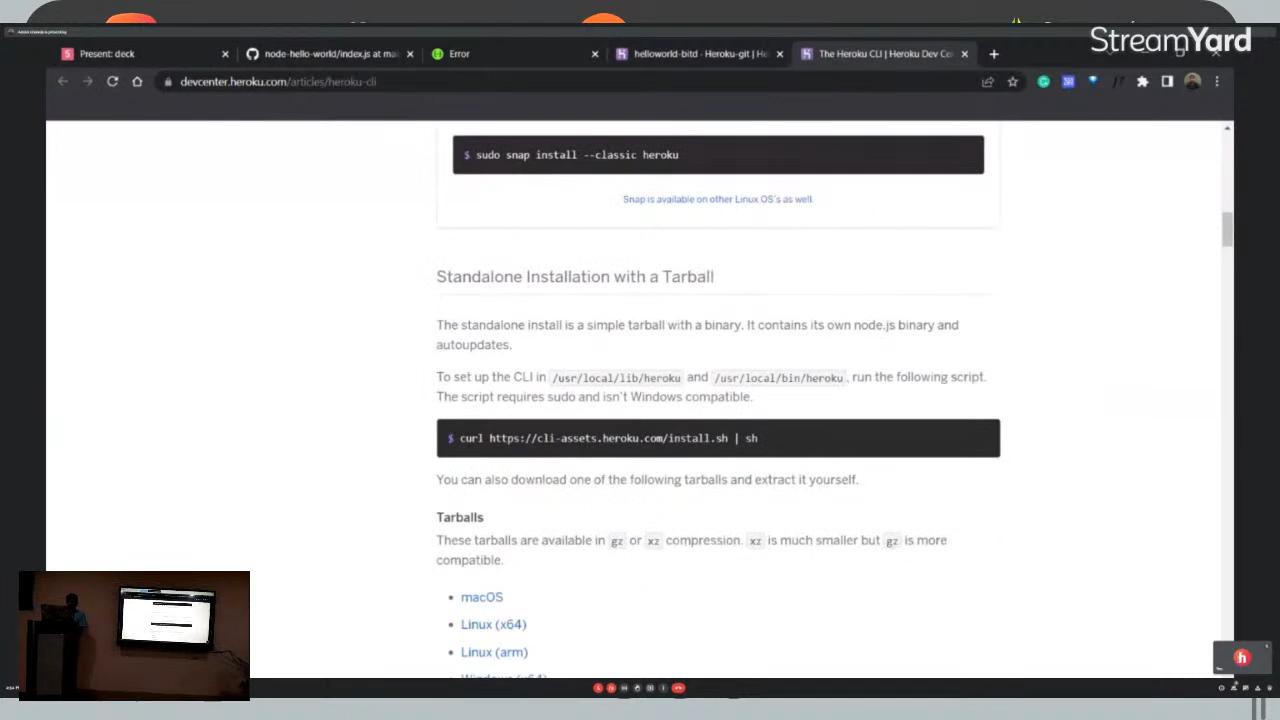 StreamYard
Present: deck
node-hello-world/index.js at ma
Error
helloworld-bitd · Heroku-git | He
The Heroku CLI | Heroku Dev Ce
devcenter.heroku.com/articles/heroku-cli
$ sudo snap install --classic heroku
Snap is available on other Linux OS's as well.
Standalone Installation with a Tarball
The standalone install is a simple tarball with a binary. It contains its own node.js binary and
autoupdates.
To set up the CLI in /usr/local/lib/heroku and /usr/local/bin/heroku, run the following script.
The script requires sudo and isn't Windows compatible.
$ curl https://cli-assets.heroku.com/install.sh | sh
You can also download one of the following tarballs and extract it yourself.
Tarballs
These tarballs are available in gz or xz compression. xz is much smaller but gz is more
compatible.
• macOS
• Linux (x64)
• Linux (arm)
h